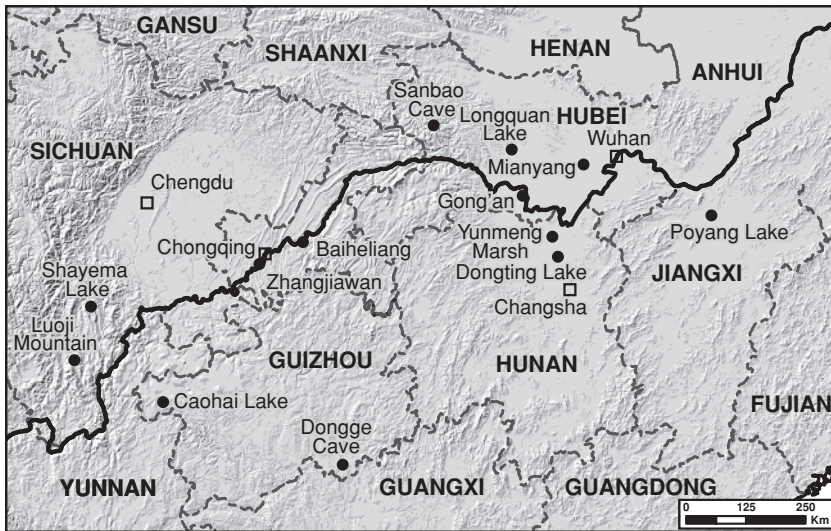 GANSU
SHAANXI
HENAN
ANHUI
Sanbao
Cave
Longquan
Lake
HUBEI
Wuhan
SICHUAN
Mianyang
Chengdu
Gong'an
Yunmeng
Marsh
Poyang Lake
Chongqing
Baiheliang
Dongting Lake
JIANGXI
Zhangjiawan
Shayema
Lake
Changsha
Luoji
Mountain
GUIZHOU
HUNAN
Caohai Lake
FUJIAN
Dongge
Cave
YUNNAN
GUANGXI
GUANGDONG
0 125 250
Km